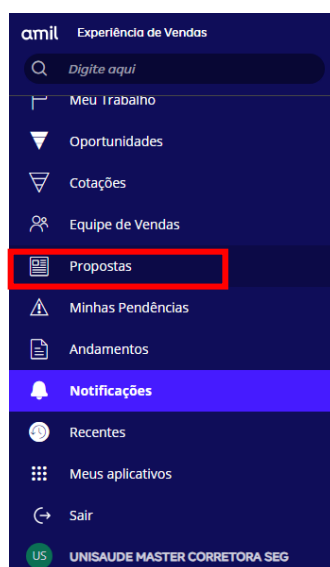 amil Experiência de Vendas
Digite aqui
Meu Trabalho
Oportunidades
Cotações
Equipe de Vendas
Propostas
Minhas Pendências
Andamentos
Notificações
Recentes
Meus aplicativos
Sair
US UNISAUDE MASTER CORRETORA SEG